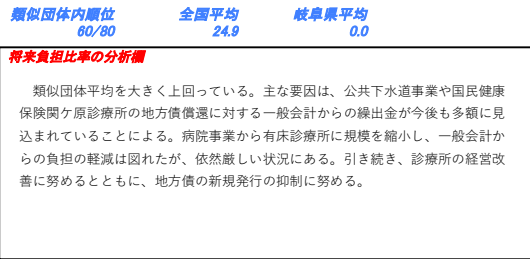 類似団体内順位 全国平均 岐阜県平均
60/80 24.9 0.0
将来負担比率の分析欄
類似団体平均を大きく上回っている。主な要因は、公共下水道事業や国民健康
保険関ケ原診療所の地方債償還に対する一般会計からの繰出金が今後も多額に見
込まれていることによる。病院事業から有床診療所に規模を縮小し、一般会計か
らの負担の軽減は図れたが、依然厳しい状況にある。引き続き、診療所の経営改
善に努めるとともに、地方債の新規発行の抑制に努める。